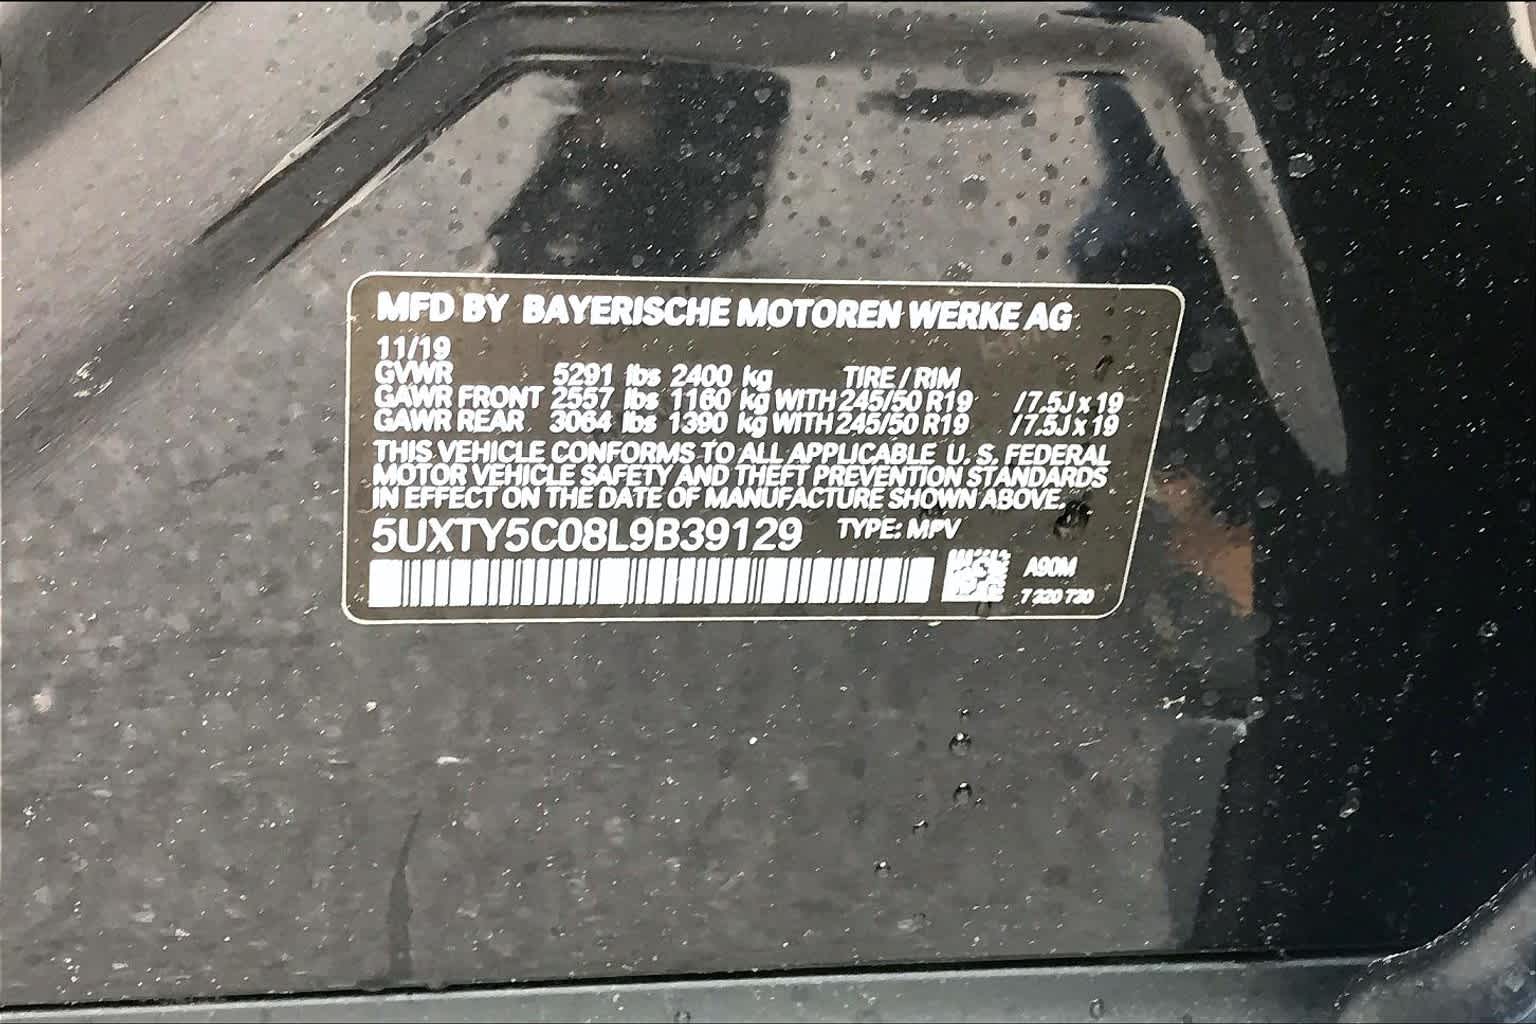 MFD BY BAYERISCHE MOTOREN WERKE AG
11/19
GVWR 5291 lbs 2400 kg TIRE / RIM
GAWR FRONT 2557 lbs 1160 kg WITH 245/50 R19 / 7.5J x 19
GAWR REAR 3064 lbs 1390 kg WITH 245/50 R19 / 7.5J x 19
THIS VEHICLE CONFORMS TO ALL APPLICABLE U. S. FEDERAL
MOTOR VEHICLE SAFETY AND THEFT PREVENTION STANDARDS
IN EFFECT ON THE DATE OF MANUFACTURE SHOWN ABOVE.
5UXTY5C08L9B39129 TYPE: MPV
A90M
7 320 730